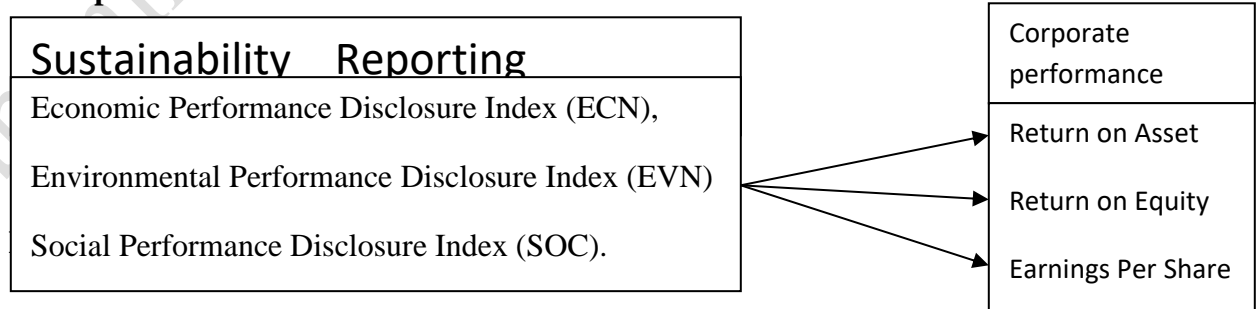 Sustainability Reporting
Economic Performance Disclosure Index (ECN),
Environmental Performance Disclosure Index (EVN)
Social Performance Disclosure Index (SOC).
Corporate
performance
Return on Asset
Return on Equity
Earnings Per Share